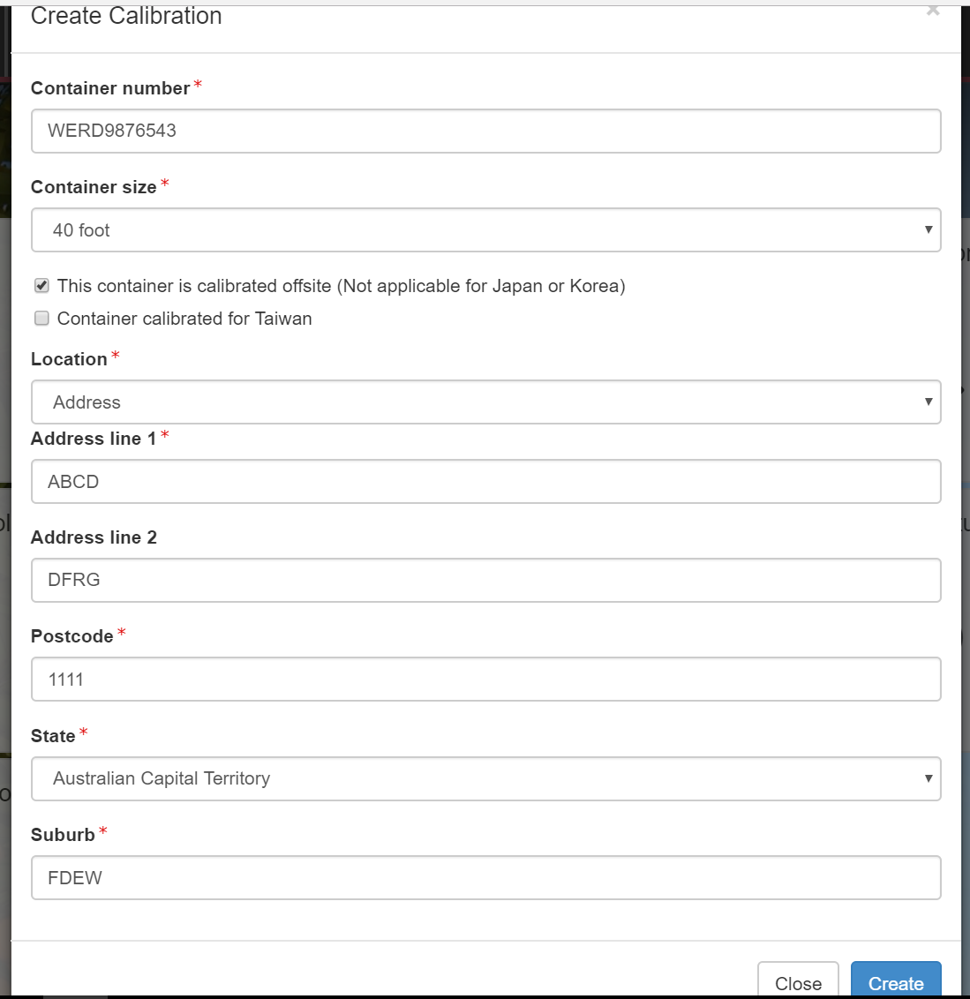 Create Calibration
×
Container number *
WERD9876543
Container size *
40 foot
This container is calibrated offsite (Not applicable for Japan or Korea)
Container calibrated for Taiwan
Location *
Address
Address line 1 *
ABCD
Address line 2
DFRG
Postcode *
1111
State *
Australian Capital Territory
Suburb *
FDEW
Close
Create